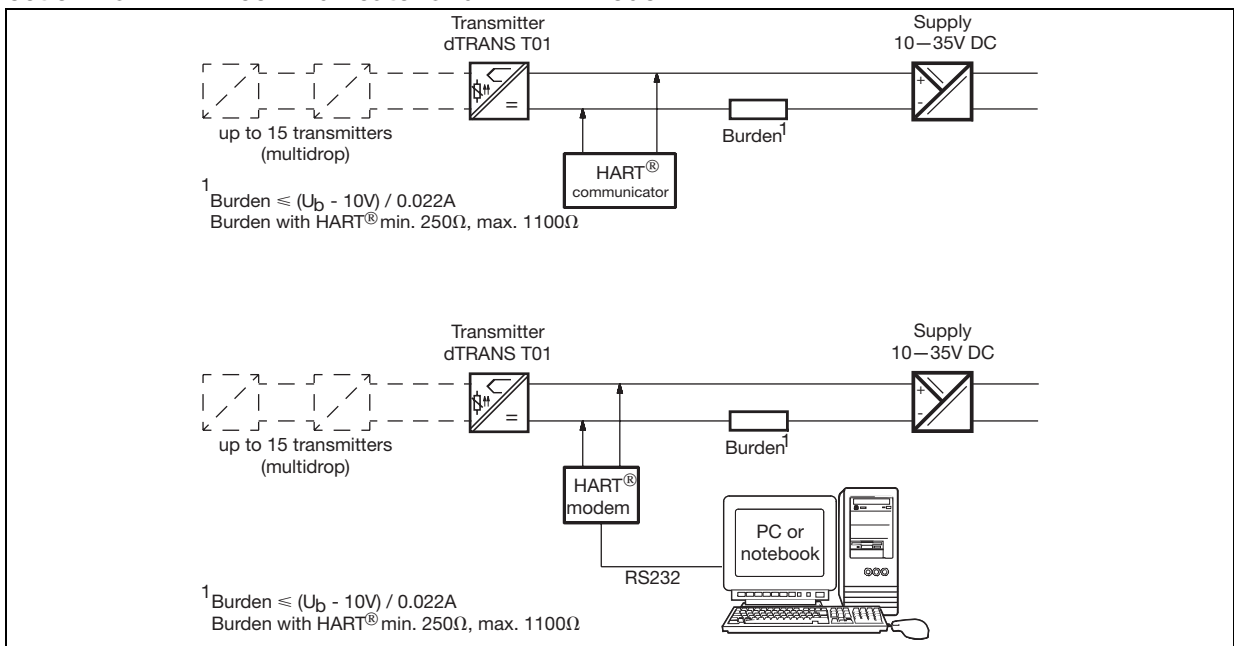 Transmitter
dTRANS T01
Supply
10—35V DC
+
-
=
up to 15 transmitters
(multidrop)
Burden1
HART®
communicator
1
Burden ≤ (Ub - 10V) / 0.022A
Burden with HART® min. 250Ω, max. 1100Ω
Transmitter
dTRANS T01
Supply
10—35V DC
+
-
=
up to 15 transmitters
(multidrop)
Burden1
HART®
modem
PC or
notebook
RS232
1
Burden ≤ (Ub - 10V) / 0.022A
Burden with HART® min. 250Ω, max. 1100Ω